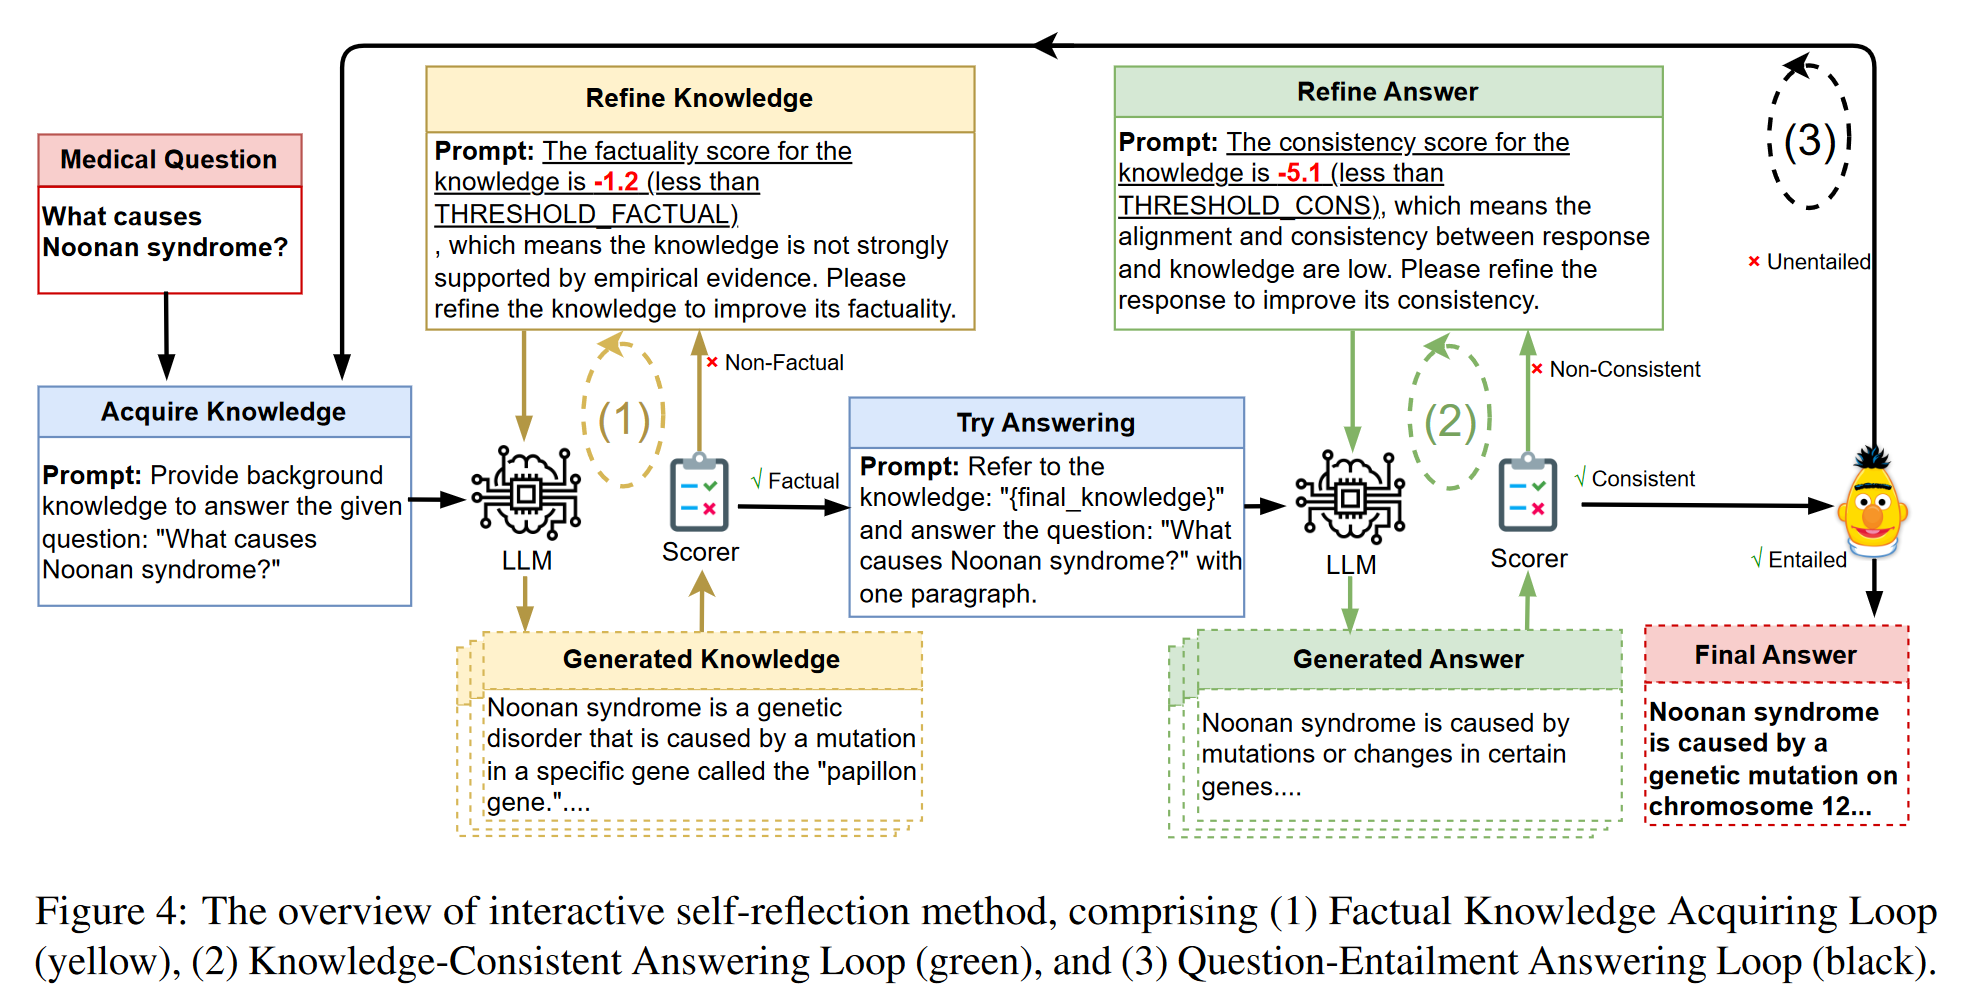 Medical Question
What causes
Noonan syndrome?
Acquire Knowledge
Prompt: Provide background
knowledge to answer the given
question: "What causes
Noonan syndrome?"
Refine Knowledge
Prompt: The factuality score for the
knowledge is -1.2 (less than
THRESHOLD_FACTUAL)
, which means the knowledge is not strongly
supported by empirical evidence. Please
refine the knowledge to improve its factuality.
(1)
× Non-Factual
LLM
Scorer
√ Factual
Generated Knowledge
Noonan syndrome is a genetic
disorder that is caused by a mutation
in a specific gene called the "papillon
gene."....
Try Answering
Prompt: Refer to the
knowledge: "{final_knowledge}"
and answer the question: "What
causes Noonan syndrome?" with
one paragraph.
Refine Answer
Prompt: The consistency score for the
knowledge is -5.1 (less than
THRESHOLD_CONS), which means the
alignment and consistency between response
and knowledge are low. Please refine the
response to improve its consistency.
(2)
× Non-Consistent
LLM
Scorer
√ Consistent
Generated Answer
Noonan syndrome is caused by
mutations or changes in certain
genes....
(3)
× Unentailed
√ Entailed
Final Answer
Noonan syndrome
is caused by a
genetic mutation on
chromosome 12...
Figure 4: The overview of interactive self-reflection method, comprising (1) Factual Knowledge Acquiring Loop
(yellow), (2) Knowledge-Consistent Answering Loop (green), and (3) Question-Entailment Answering Loop (black).